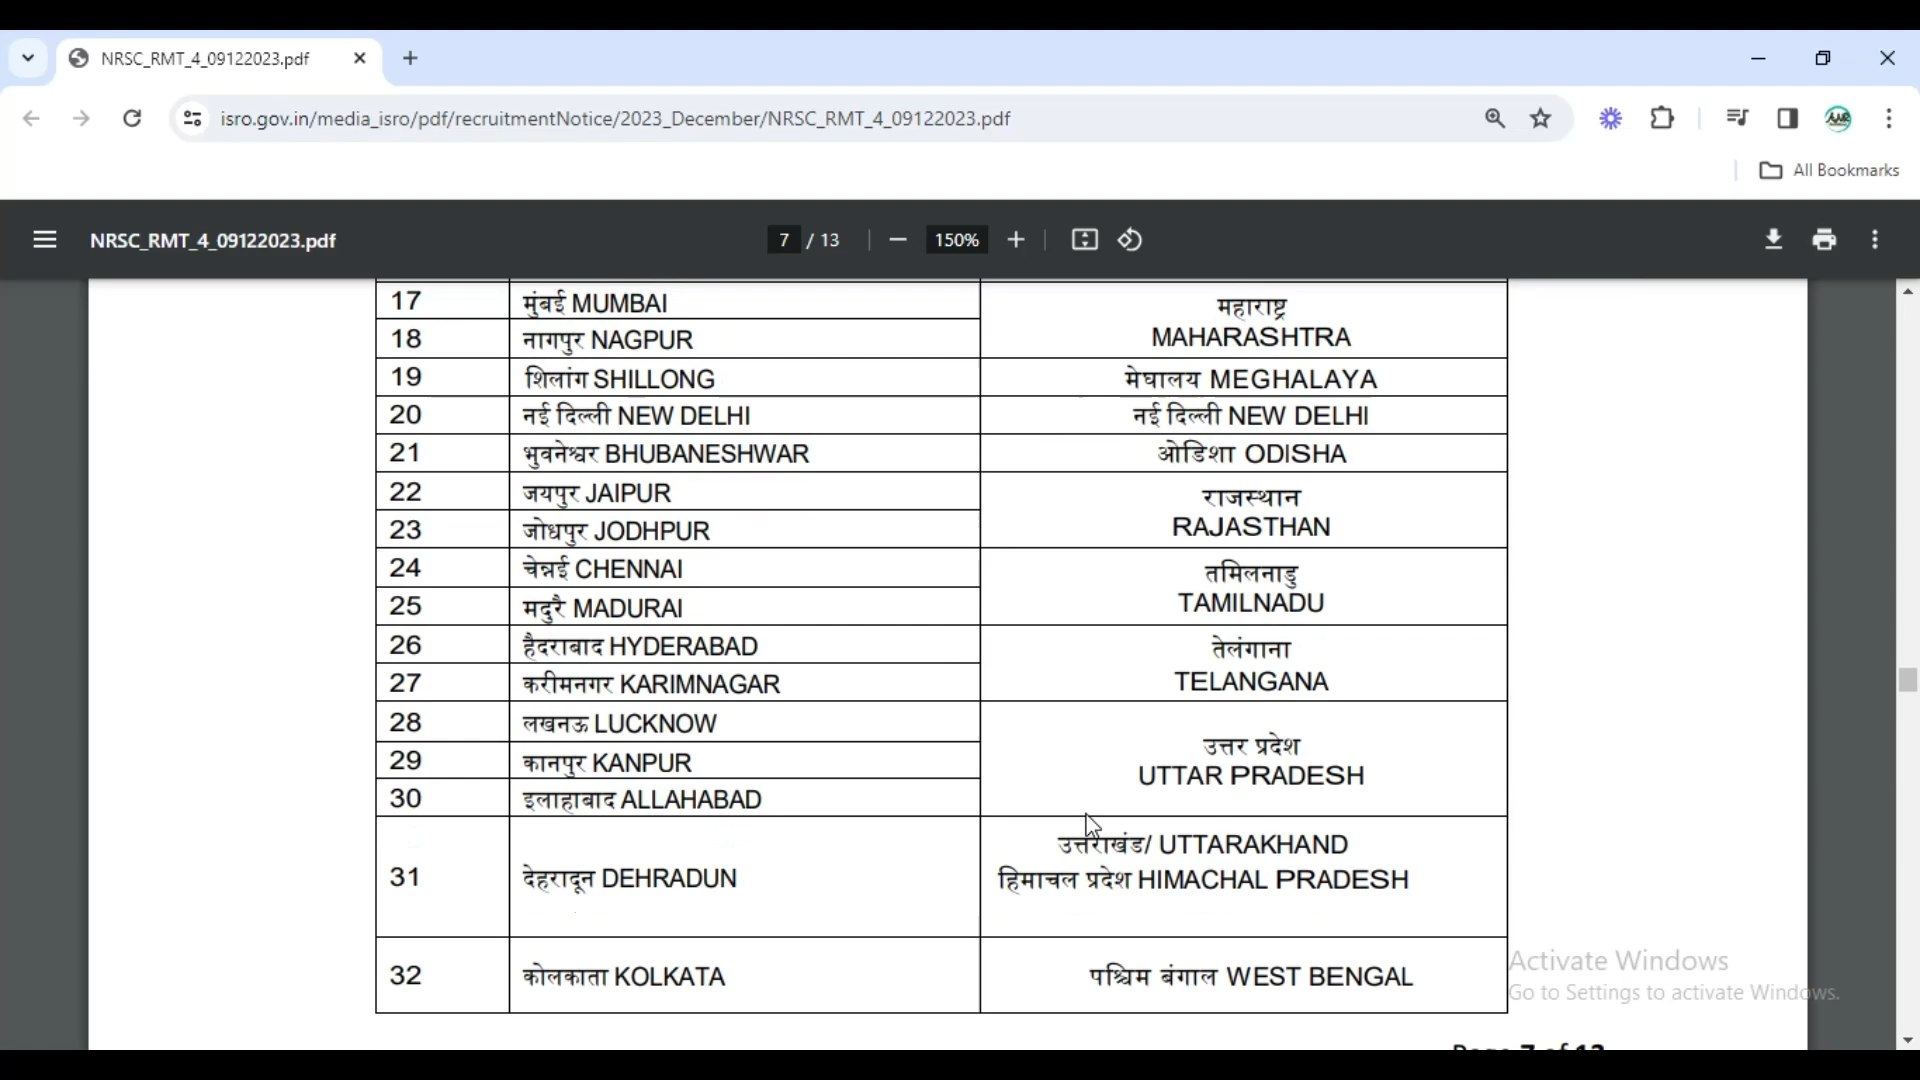 NRSC_RMT_4_09122023.pdf
isro.gov.in/media_isro/pdf/recruitmentNotice/2023_December/NRSC_RMT_4_09122023.pdf
All Bookmarks
NRSC_RMT_4_09122023.pdf
7 / 13
150%
17 मुंबई MUMBAI महाराष्ट्र
18 नागपुर NAGPUR MAHARASHTRA
19 शिलांग SHILLONG मेघालय MEGHALAYA
20 नई दिल्ली NEW DELHI नई दिल्ली NEW DELHI
21 भुवनेश्वर BHUBANESHWAR ओडिशा ODISHA
22 जयपुर JAIPUR राजस्थान
23 जोधपुर JODHPUR RAJASTHAN
24 चेन्नई CHENNAI तमिलनाडु
25 मदुरै MADURAI TAMILNADU
26 हैदराबाद HYDERABAD तेलंगाना
27 करीमनगर KARIMNAGAR TELANGANA
28 लखनऊ LUCKNOW
उत्तर प्रदेश
29 कानपुर KANPUR UTTAR PRADESH
30 इलाहाबाद ALLAHABAD
उत्तराखंड/ UTTARAKHAND
31 देहरादून DEHRADUN हिमाचल प्रदेश HIMACHAL PRADESH
32 कोलकाता KOLKATA पश्चिम बंगाल WEST BENGAL
Activate Windows
Go to Settings to activate Windows.
Page 7 of 13